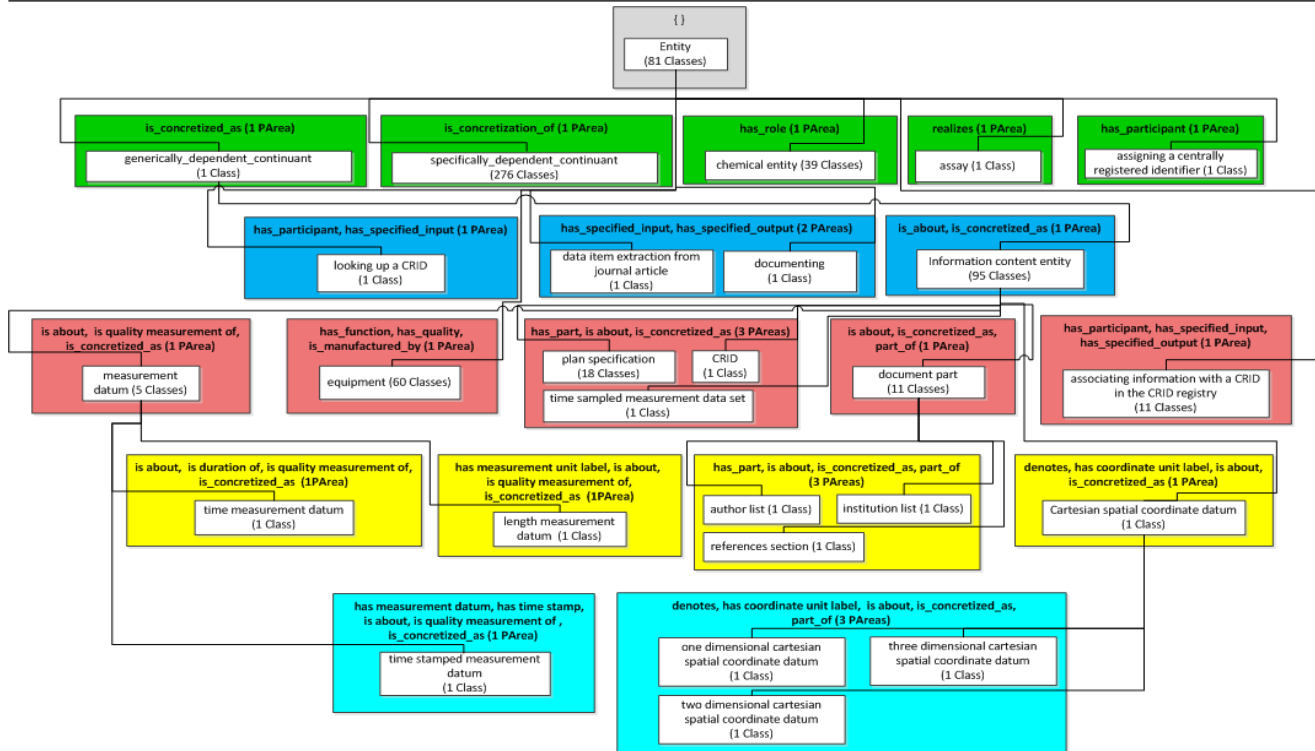 { }
Entity
(81 Classes)
is_concretized_as (1 PArea)
generically_dependent_continuant
(1 Class)
is_concretization_of (1 PArea)
specifically_dependent_continuant
(276 Classes)
has_role (1 PArea)
chemical entity (39 Classes)
realizes (1 PArea)
assay (1 Class)
has_participant (1 PArea)
assigning a centrally
registered identifier (1 Class)
has_participant, has_specified_input (1 PArea)
looking up a CRID
(1 Class)
has_specified_input, has_specified_output (2 PAreas)
data item extraction from
journal article
(1 Class)
documenting
(1 Class)
is_about, is_concretized_as (1 PArea)
Information content entity
(95 Classes)
is about,  is quality measurement of,
is_concretized_as (1 PArea)
measurement
datum (5 Classes)
has_function, has_quality,
is_manufactured_by (1 PArea)
equipment (60 Classes)
has_part, is about, is_concretized_as (3 PAreas)
plan specification
(18 Classes)
CRID
(1 Class)
time sampled measurement data set
(1 Class)
is about, is_concretized_as,
part_of (1 PArea)
document part
(11 Classes)
has_participant, has_specified_input,
has_specified_output (1 PArea)
associating information with a CRID
in the CRID registry
(11 Classes)
is about,  is duration of, is quality measurement of,
is_concretized_as  (1PArea)
time measurement datum
(1 Class)
has measurement unit label, is about,
is quality measurement of,
is_concretized_as  (1PArea)
length measurement
datum  (1 Class)
has_part, is about, is_concretized_as, part_of
(3 PAreas)
author list (1 Class)
institution list (1 Class)
references section (1 Class)
denotes, has coordinate unit label, is about,
is_concretized_as (1 PArea)
Cartesian spatial coordinate datum
(1 Class)
has measurement datum, has time stamp,
is about, is quality measurement of ,
is_concretized_as (1 PArea)
time stamped measurement
datum
(1 Class)
denotes, has coordinate unit label,  is about, is_concretized_as,
part_of (3 PAreas)
one dimensional cartesian
spatial coordinate datum
(1 Class)
three dimensional cartesian
spatial coordinate datum
(1 Class)
two dimensional cartesian
spatial coordinate datum
(1 Class)